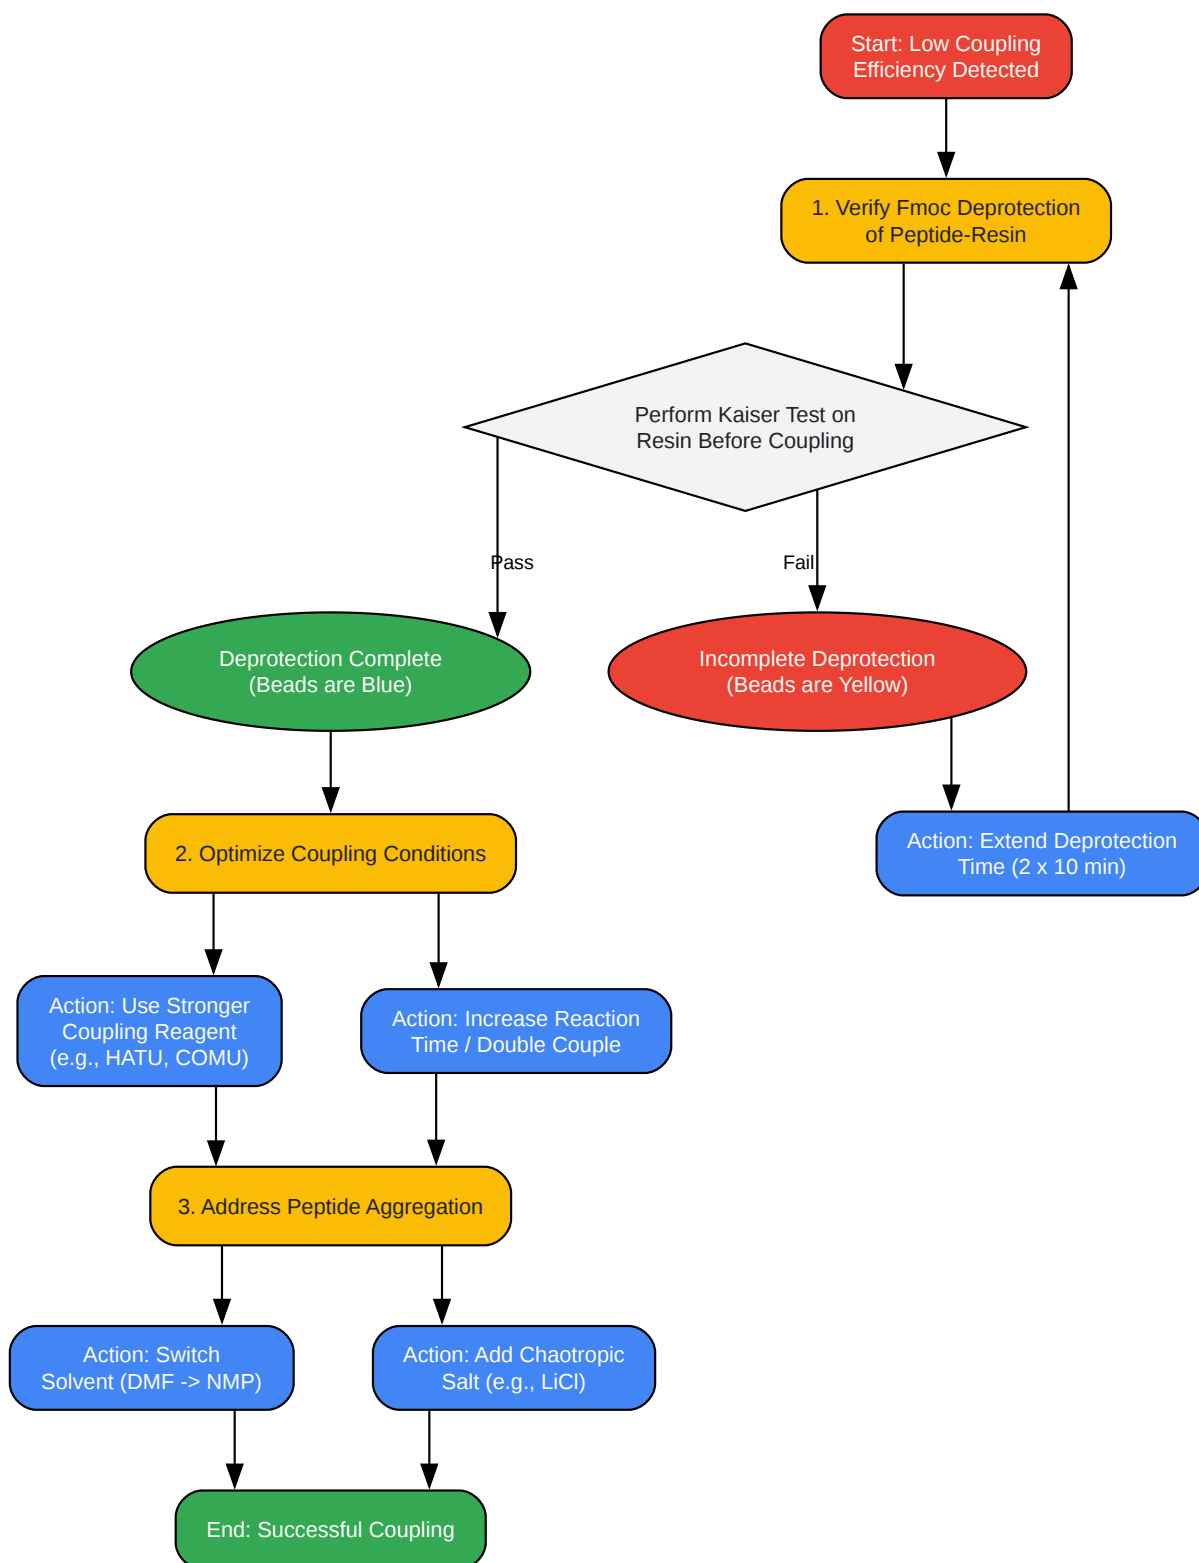 Start: Low Coupling
Efficiency Detected
1. Verify Fmoc Deprotection
of Peptide-Resin
Perform Kaiser Test on
Resin Before Coupling
Pass
Fail
Deprotection Complete
(Beads are Blue)
Incomplete Deprotection
(Beads are Yellow)
Action: Extend Deprotection
Time (2 x 10 min)
2. Optimize Coupling Conditions
Action: Use Stronger
Coupling Reagent
(e.g., HATU, COMU)
Action: Increase Reaction
Time / Double Couple
3. Address Peptide Aggregation
Action: Switch
Solvent (DMF -> NMP)
Action: Add Chaotropic
Salt (e.g., LiCl)
End: Successful Coupling